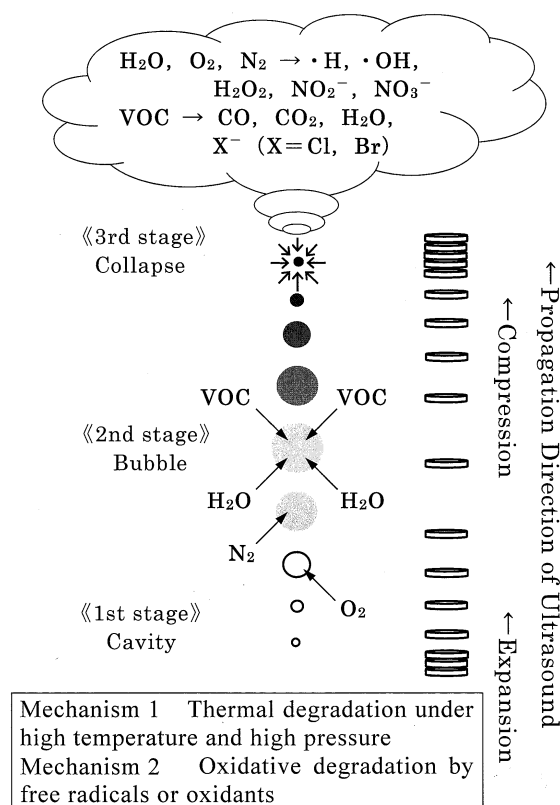 H₂O, O₂, N₂ → ·H, ·OH,
H₂O₂, NO₂⁻, NO₃⁻
VOC → CO, CO₂, H₂O,
X⁻ (X=Cl, Br)
《3rd stage》
Collapse
VOC
VOC
《2nd stage》
Bubble
H₂O
H₂O
N₂
O₂
《1st stage》
Cavity
←Compression
←Expansion
←Propagation Direction of Ultrasound
Mechanism 1 Thermal degradation under
high temperature and high pressure
Mechanism 2 Oxidative degradation by
free radicals or oxidants